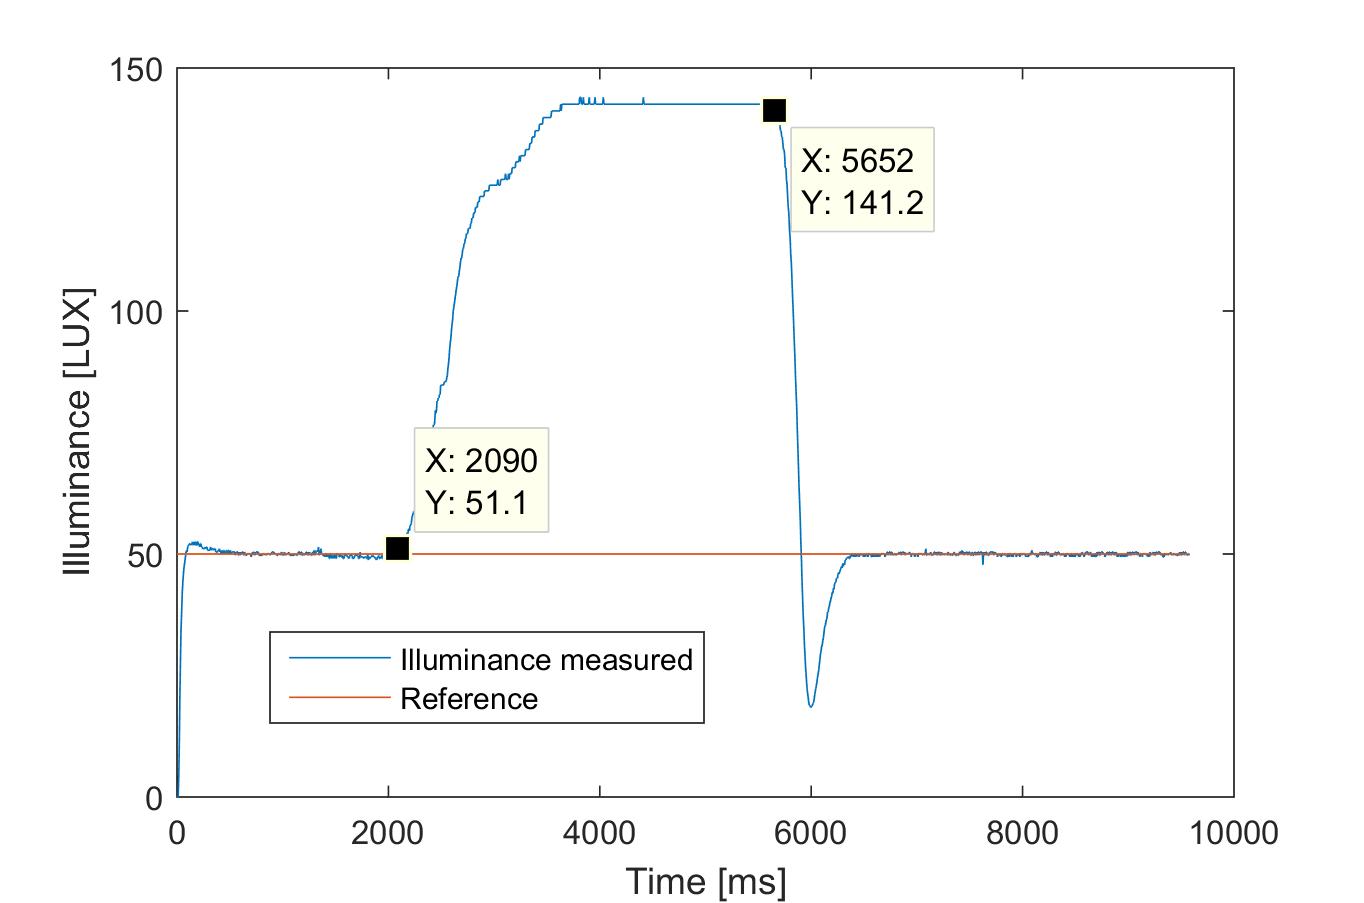 150
100
50
0
Illuminance [LUX]
X: 5652
Y: 141.2
X: 2090
Y: 51.1
Illuminance measured
Reference
0 2000 4000 6000 8000 10000
Time [ms]